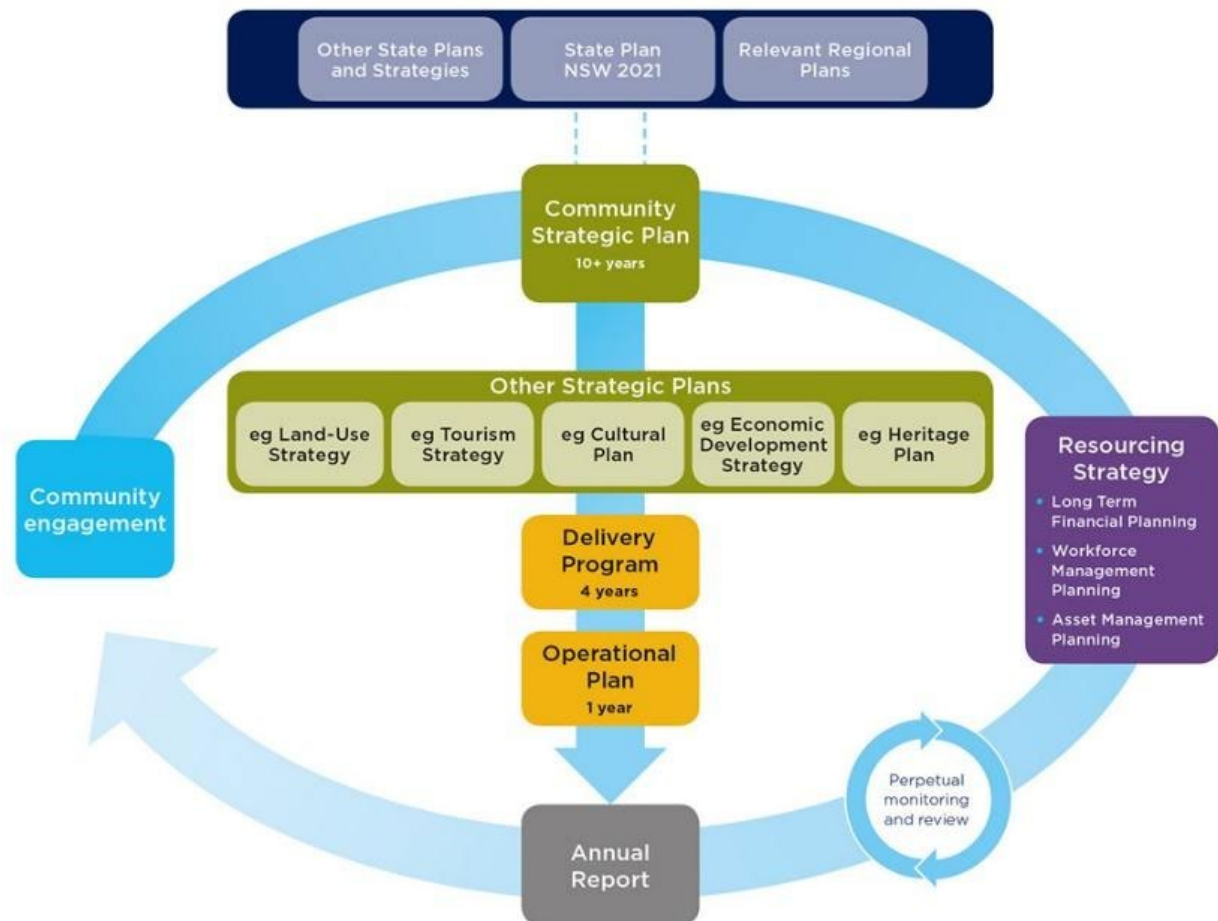 Other State Plans
and Strategies
State Plan
NSW 2021
Relevant Regional
Plans
Community
Strategic Plan
10+ years
Other Strategic Plans
eg Land-Use
Strategy
eg Tourism
Strategy
eg Cultural
Plan
eg Economic
Development
Strategy
eg Heritage
Plan
Community
engagement
Resourcing
Strategy
• Long Term
Financial Planning
• Workforce
Management
Planning
• Asset Management
Planning
Delivery
Program
4 years
Operational
Plan
1 year
Perpetual
monitoring
and review
Annual
Report